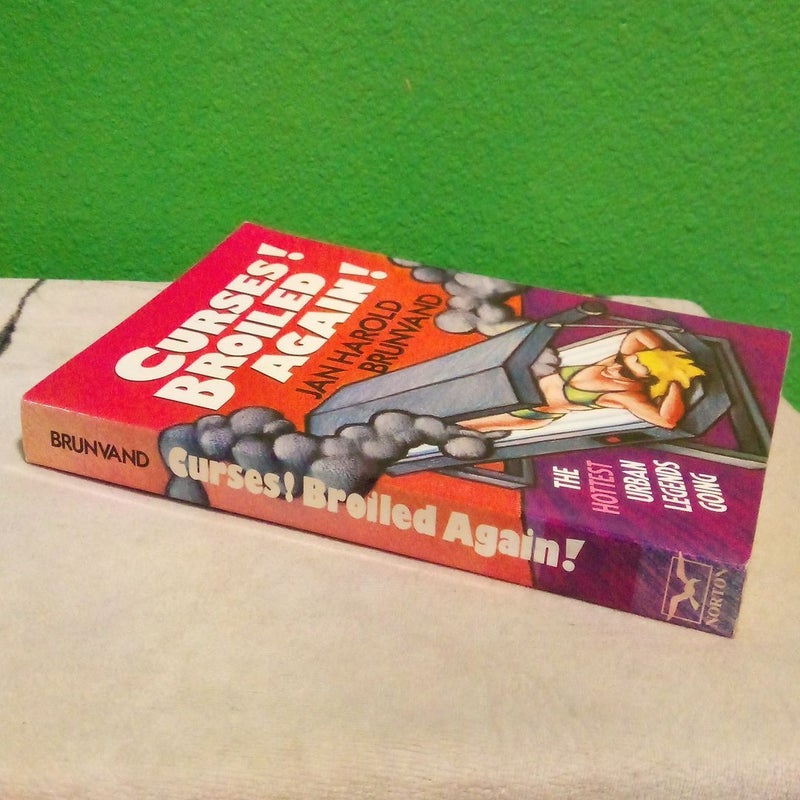 CURSES!
BROILED
AGAIN!
JAN HAROLD
BRUNVAND
THE
HOTTEST
URBAN
LEGENDS
GOING
BRUNVAND
Curses! Broiled Again!
NORTON